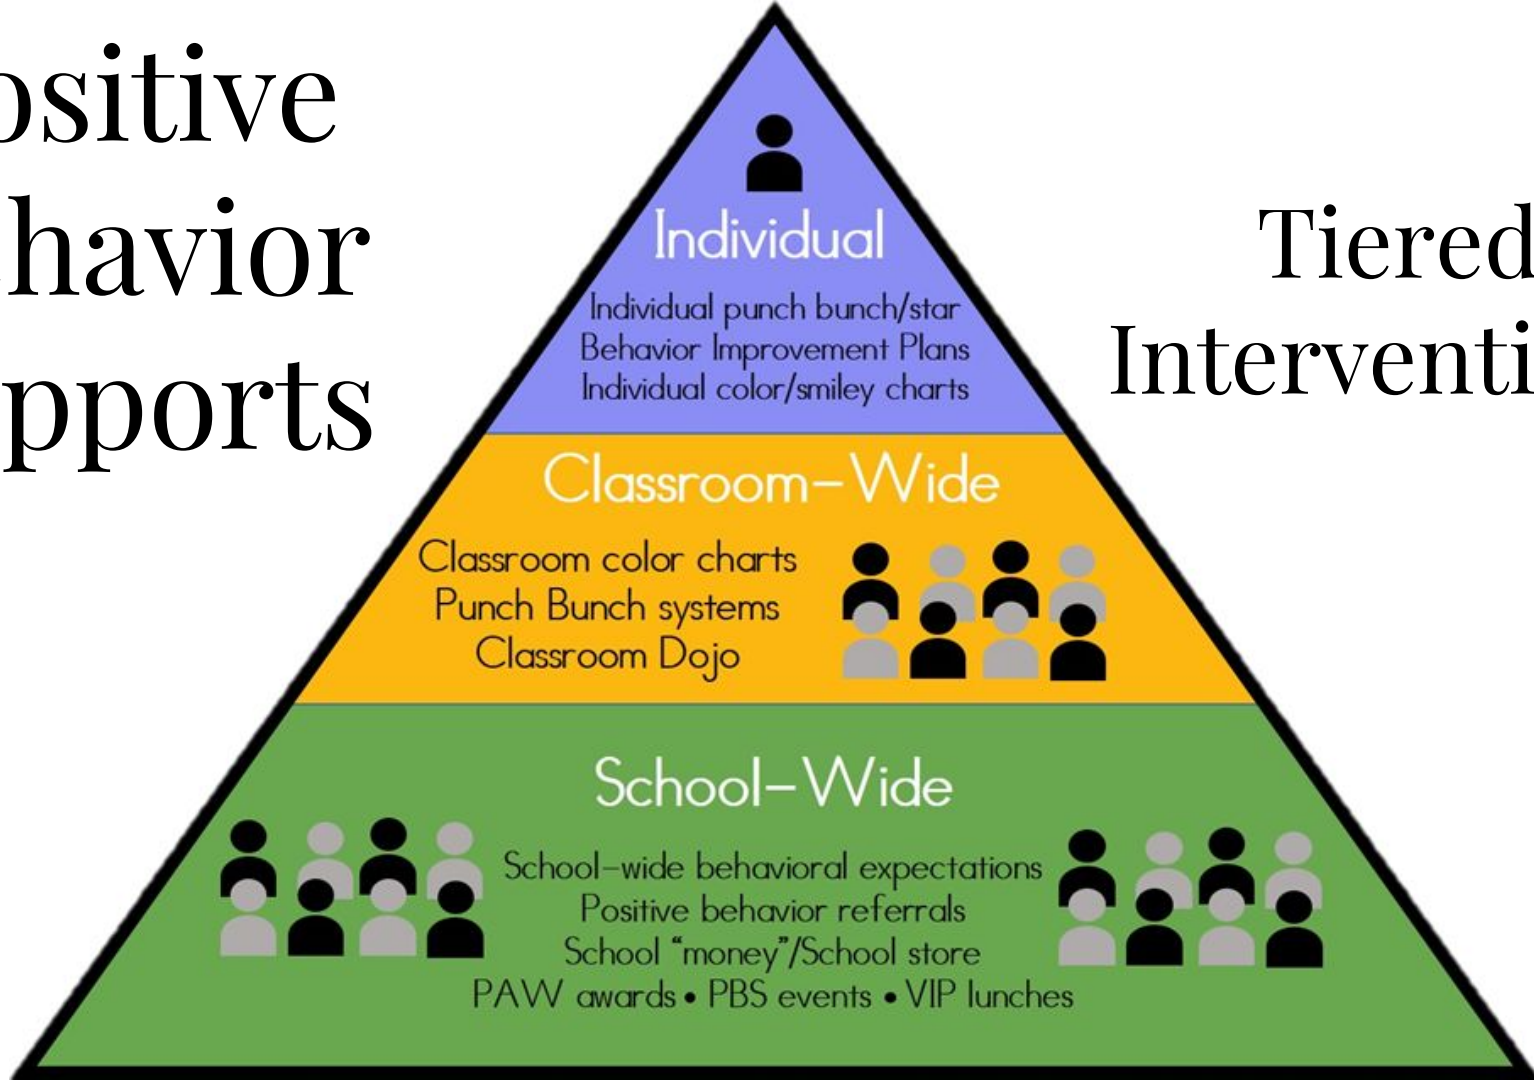 ositive
havior
pports
Tiered
Interventi
Individual
Individual punch bunch/star
Behavior Improvement Plans
Individual color/smiley charts
Classroom-Wide
Classroom color charts
Punch Bunch systems
Classroom Dojo
School-Wide
School-wide behavioral expectations
Positive behavior referrals
School “money”/School store
PAW awards • PBS events • VIP lunches